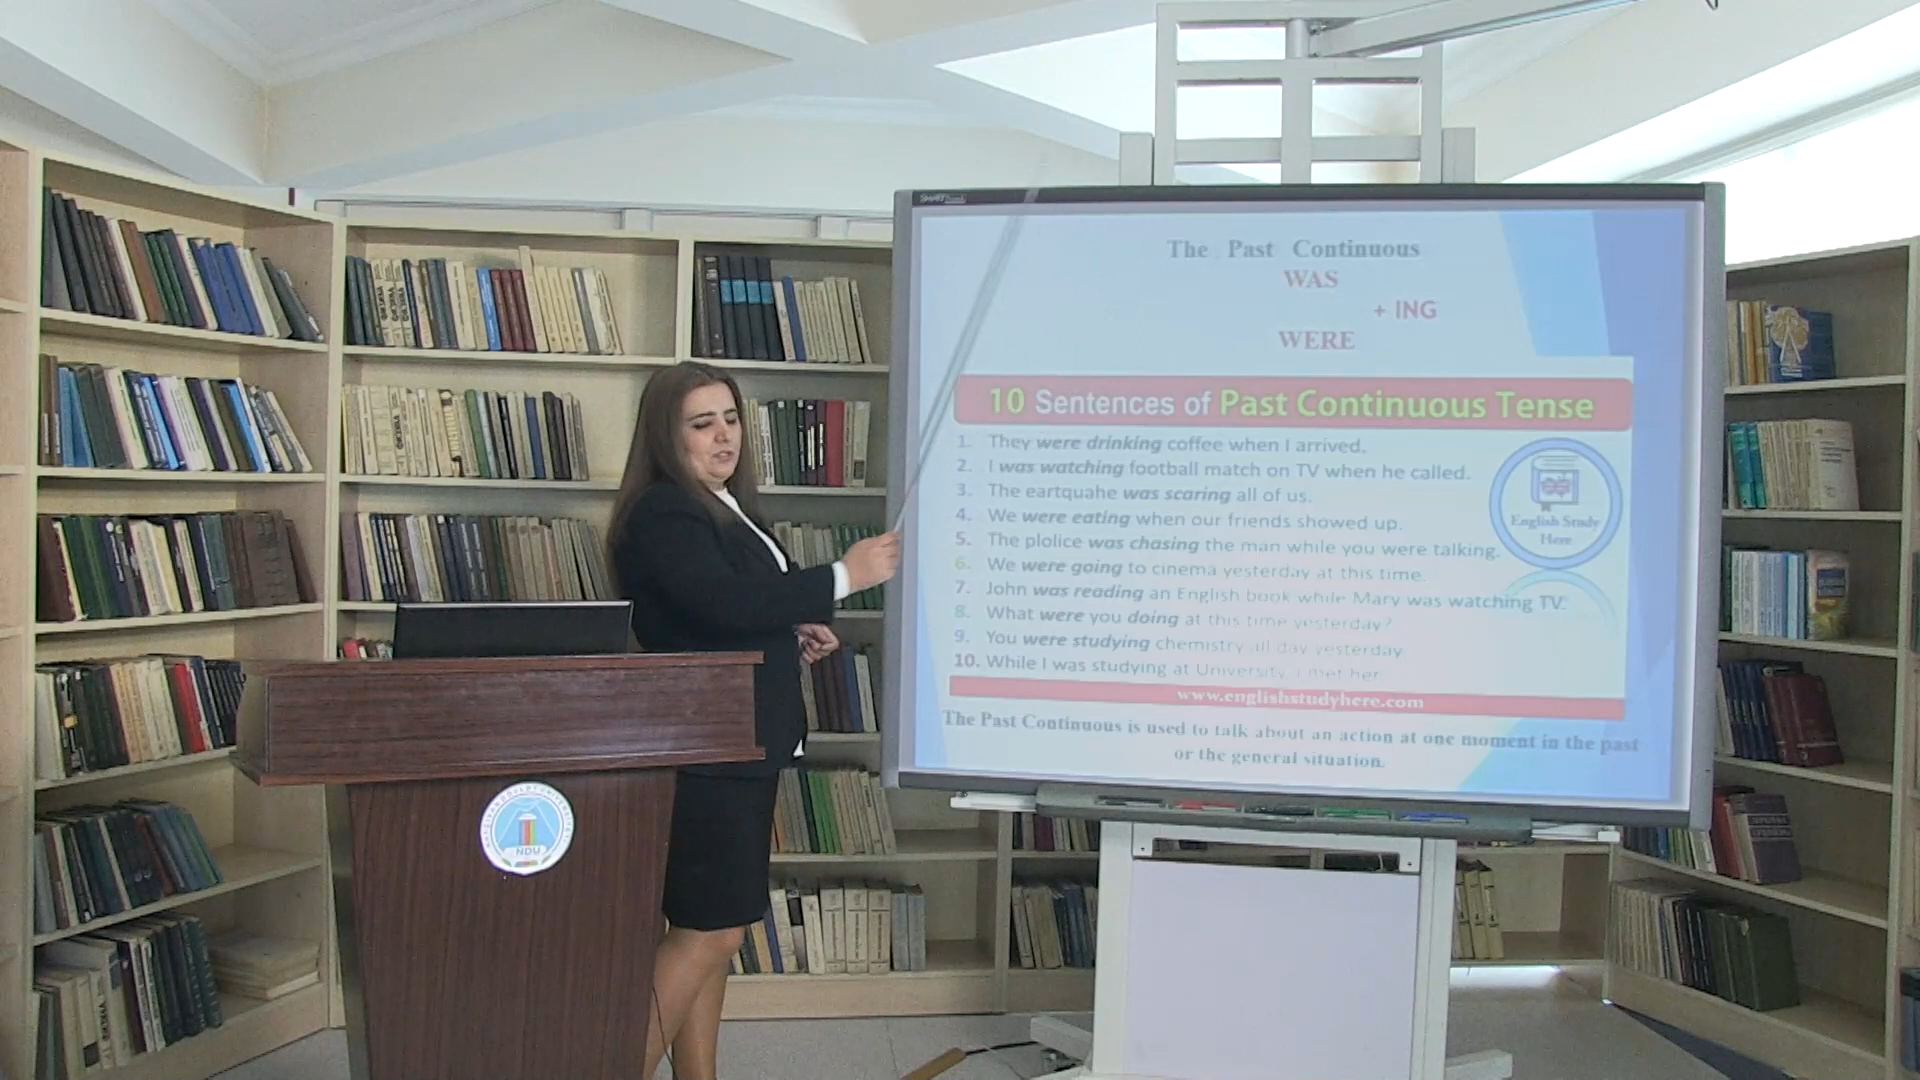 SMART Board
The Past Continuous
WAS
+ ING
WERE
10 Sentences of Past Continuous Tense
1. They were drinking coffee when I arrived.
2. I was watching football match on TV when he called.
3. The eartquahe was scaring all of us.
4. We were eating when our friends showed up.
5. The plolice was chasing the man while you were talking.
6. We were going to cinema yesterday at this time.
7. John was reading an English book while Mary was watching TV.
8. What were you doing at this time yesterday?
9. You were studying chemistry all day yesterday.
10. While I was studying at University, I met her.
English Study
Here
www.englishstudyhere.com
The Past Continuous is used to talk about an action at one moment in the past
or the general situation.
NDU